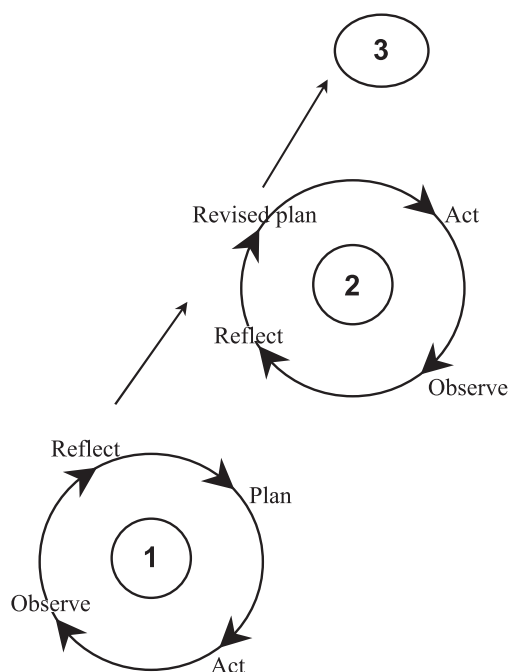 3
Revised plan
Act
2
Reflect
Observe
Reflect
Plan
1
Observe
Act